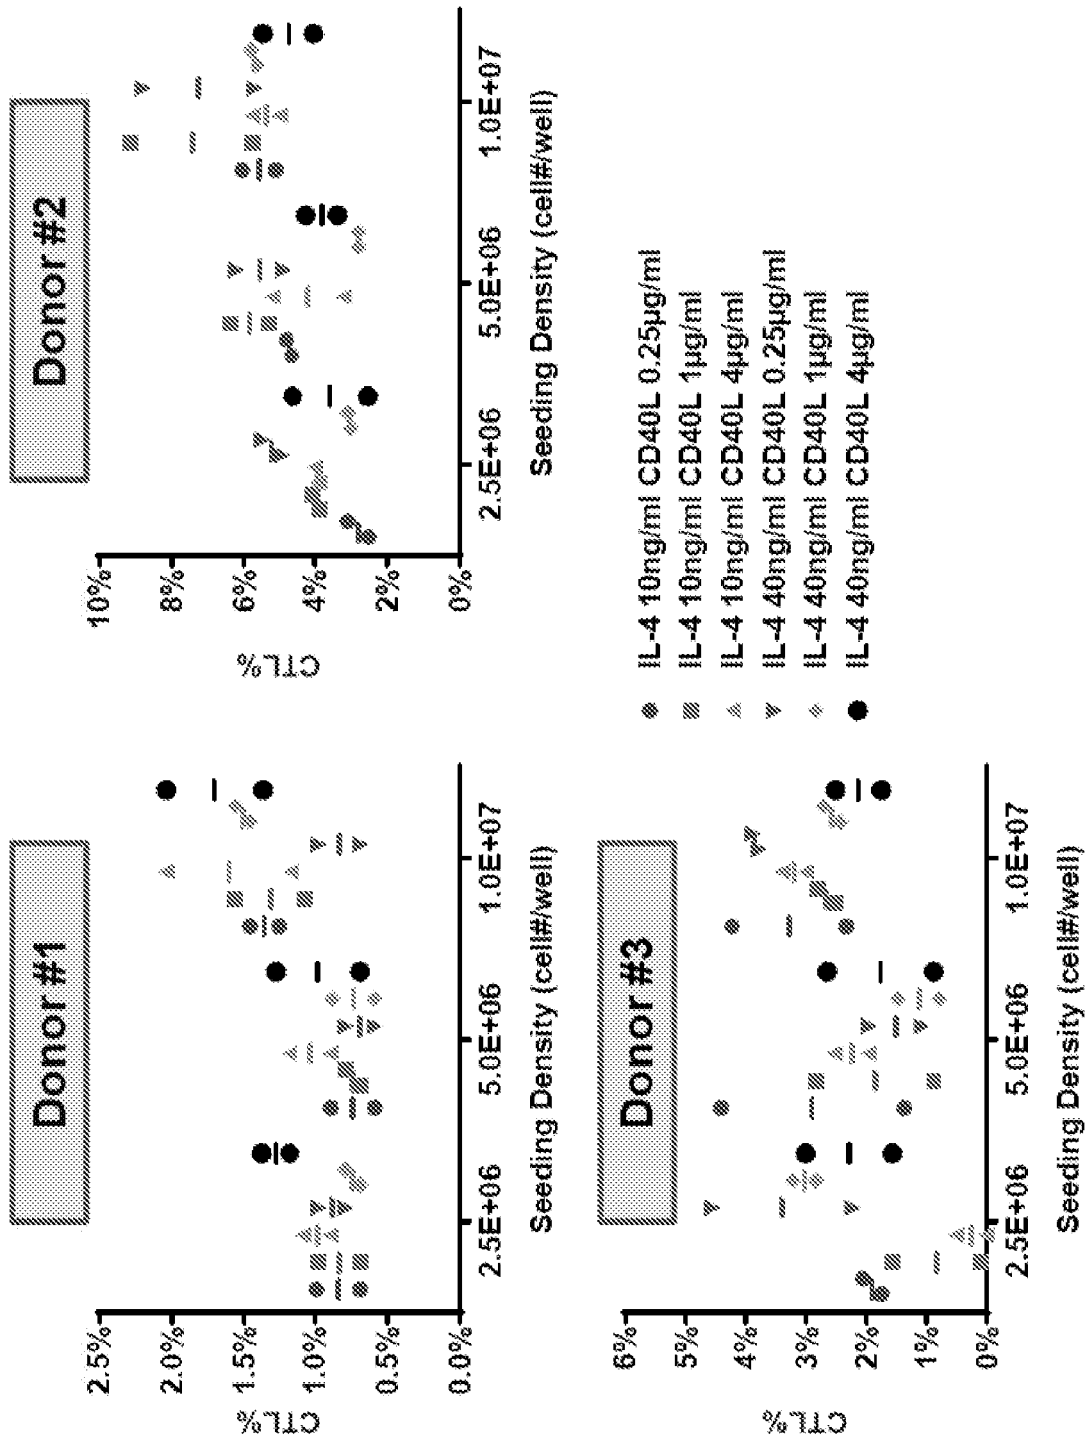 Donor #1
CTL%
2.5%
2.0%
1.5%
1.0%
0.5%
0.0%
2.5E+06 5.0E+06 1.0E+07
Seeding Density (cell#/well)
Donor #2
CTL%
10%
8%
6%
4%
2%
0%
2.5E+06 5.0E+06 1.0E+07
Seeding Density (cell#/well)
Donor #3
CTL%
6%
5%
4%
3%
2%
1%
0%
2.5E+06 5.0E+06 1.0E+07
Seeding Density (cell#/well)
IL-4 10ng/ml CD40L 0.25µg/ml
IL-4 10ng/ml CD40L 1µg/ml
IL-4 10ng/ml CD40L 4µg/ml
IL-4 40ng/ml CD40L 0.25µg/ml
IL-4 40ng/ml CD40L 1µg/ml
IL-4 40ng/ml CD40L 4µg/ml